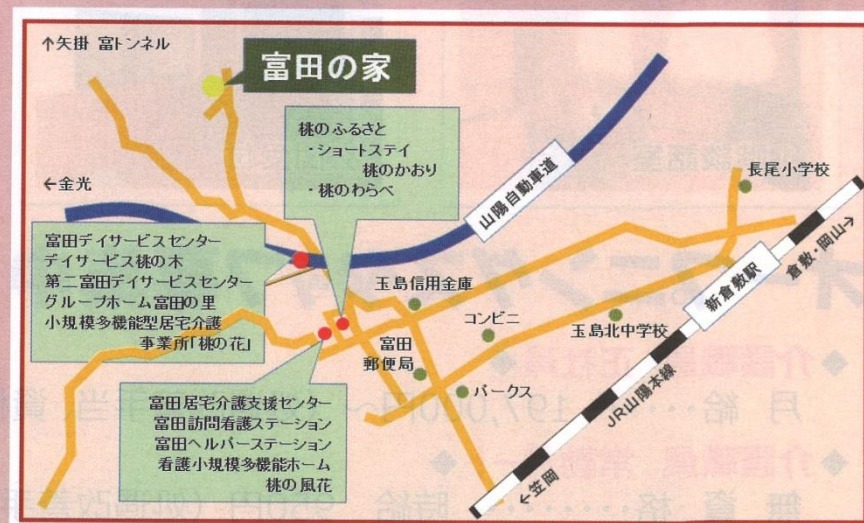 ↑矢掛 富トンネル
富田の家
桃のふるさと
・ショートステイ
桃のかおり
・桃のわらべ
←金光
山陽自動車道
長尾小学校
倉敷・岡山→
富田デイサービスセンター
デイサービス桃の木
第二富田デイサービスセンター
グループホーム富田の里
小規模多機能型居宅介護
事業所「桃の花」
玉島信用金庫
新倉敷駅
コンビニ
玉島北中学校
富田
郵便局
パークス
JR山陽本線
富田居宅介護支援センター
富田訪問看護ステーション
富田ヘルパーステーション
看護小規模多機能ホーム
桃の風花
←笠岡